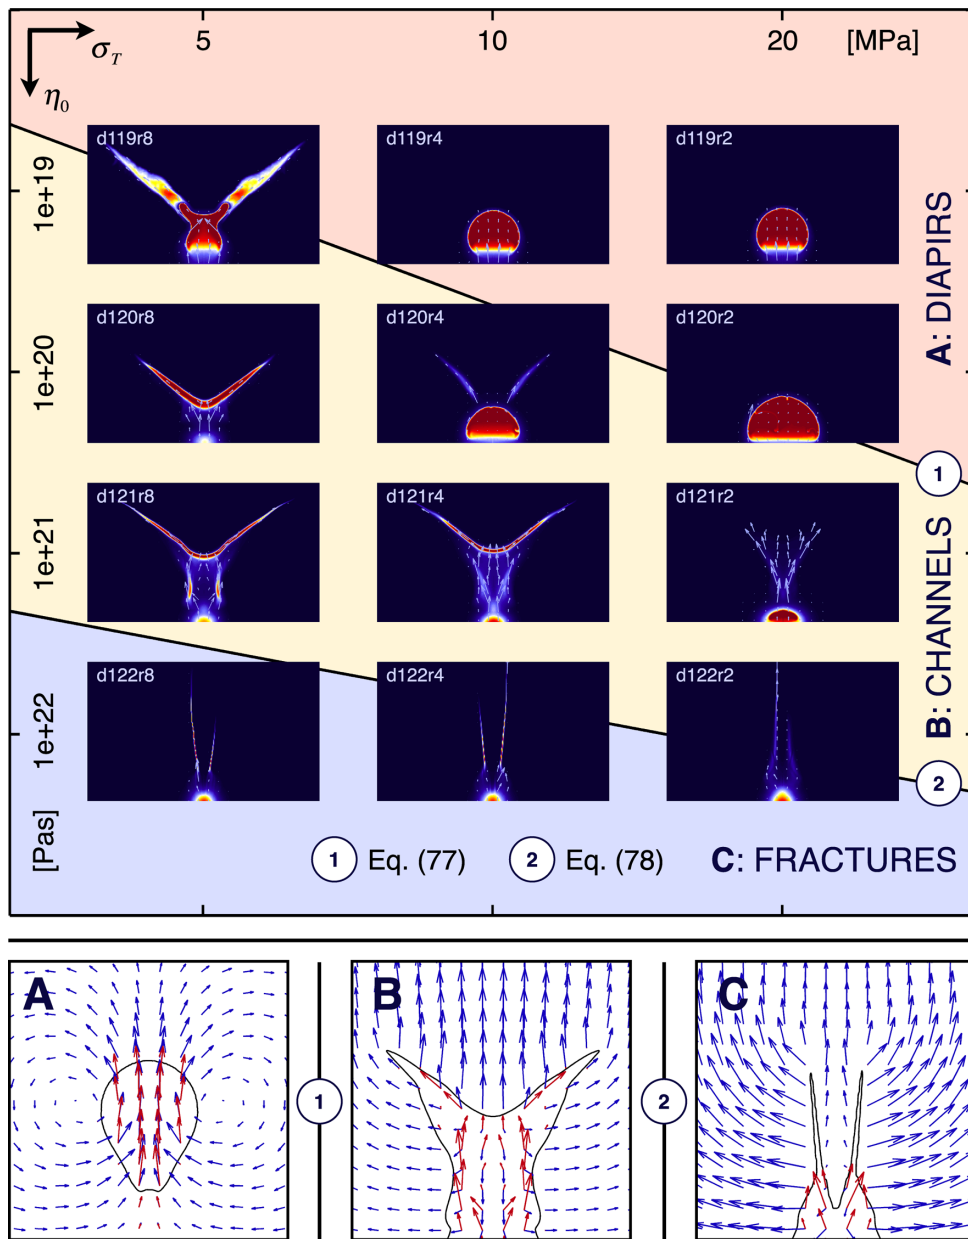 5 10 20 [MPa]
σ_T
η₀
1e+19
d119r8 d119r4 d119r2
A: DIAPIRS
1e+20
d120r8 d120r4 d120r2
1
1e+21
d121r8 d121r4 d121r2
B: CHANNELS
1e+22
d122r8 d122r4 d122r2
2
[Pas]
1 Eq. (77) 2 Eq. (78) C: FRACTURES
A B C
1 2